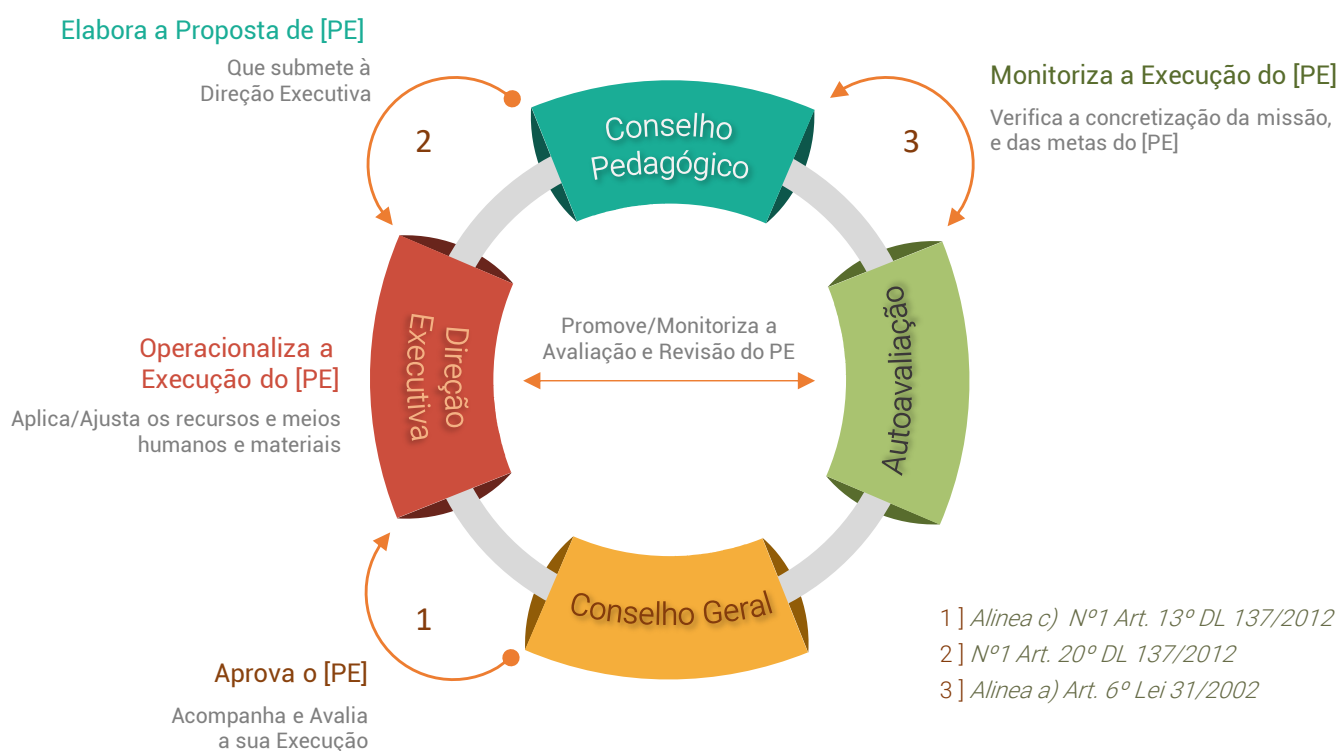 Elabora a Proposta de [PE]
Que submete à
Direção Executiva
2
Conselho
Pedagógico
3
Monitoriza a Execução do [PE]
Verifica a concretização da missão,
e das metas do [PE]
Operacionaliza a
Execução do [PE]
Aplica/Ajusta os recursos e meios
humanos e materiais
Direção
Executiva
Promove/Monitoriza a
Avaliação e Revisão do PE
Autoavaliação
1
Conselho Geral
Aprova o [PE]
Acompanha e Avalia
a sua Execução
1 ] Alinea c) Nº1 Art. 13º DL 137/2012
2 ] Nº1 Art. 20º DL 137/2012
3 ] Alinea a) Art. 6º Lei 31/2002